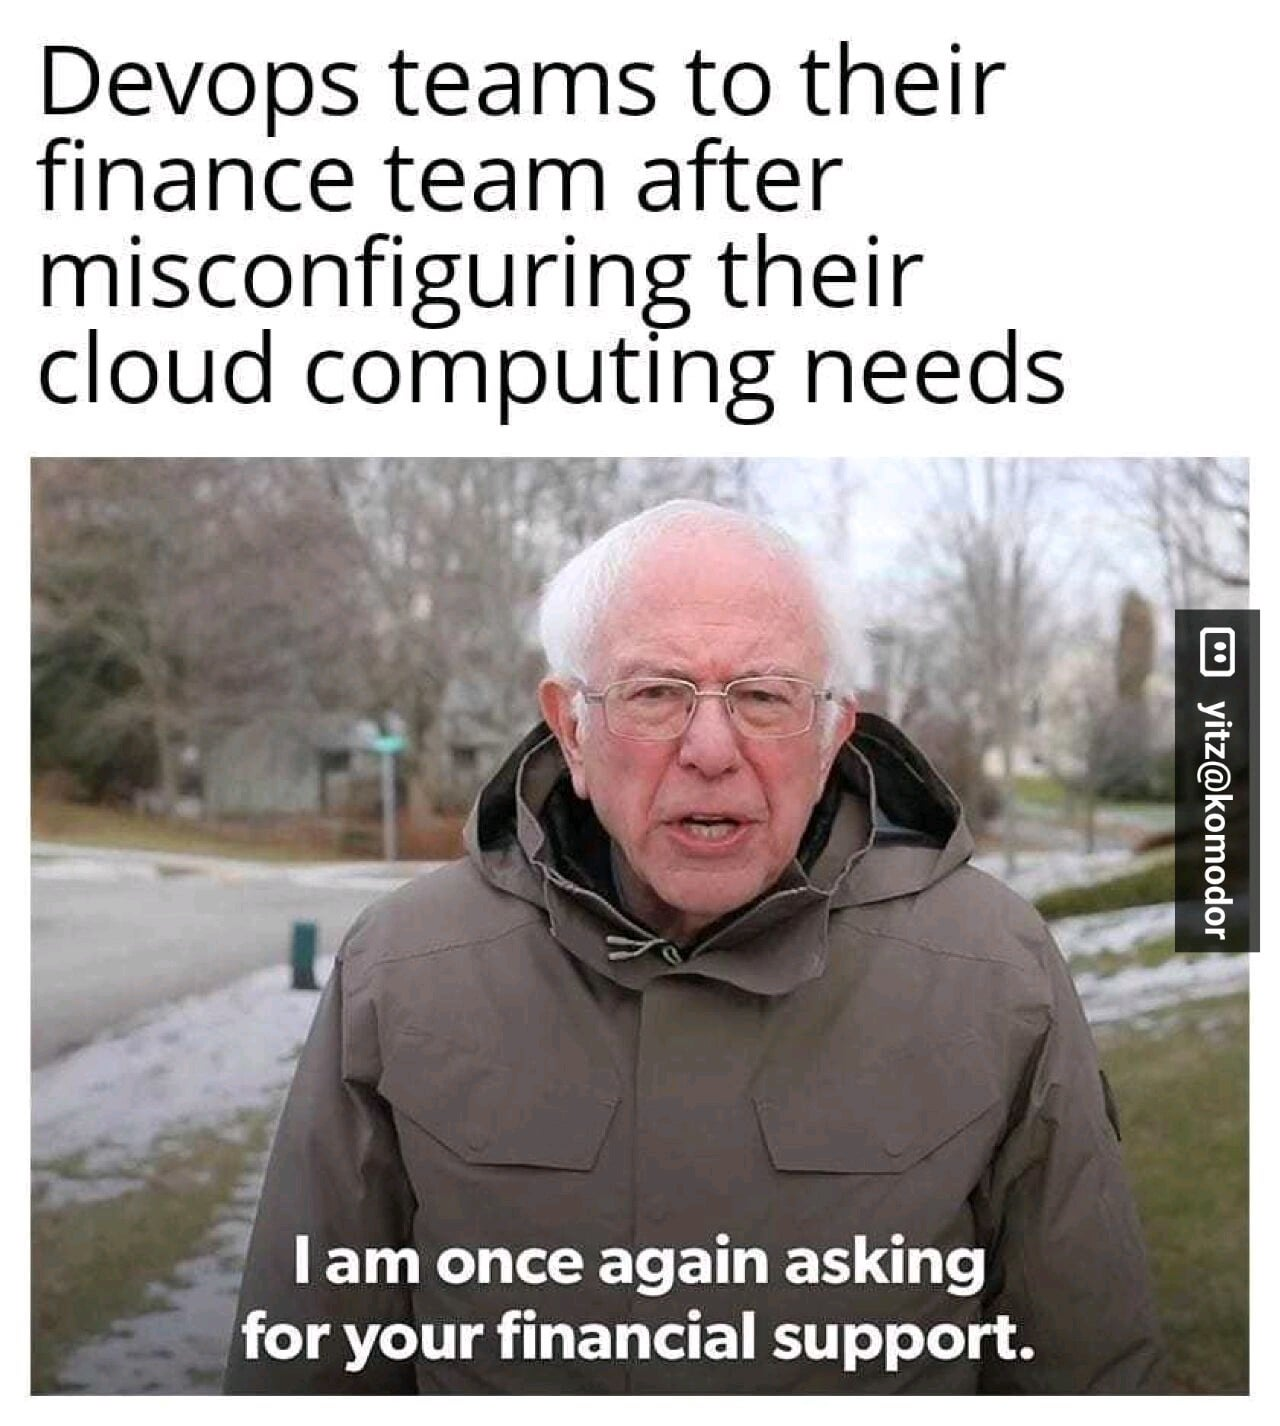 Devops teams to their
finance team after
misconfiguring their
cloud computing needs
yitz@komodor
I am once again asking
for your financial support.